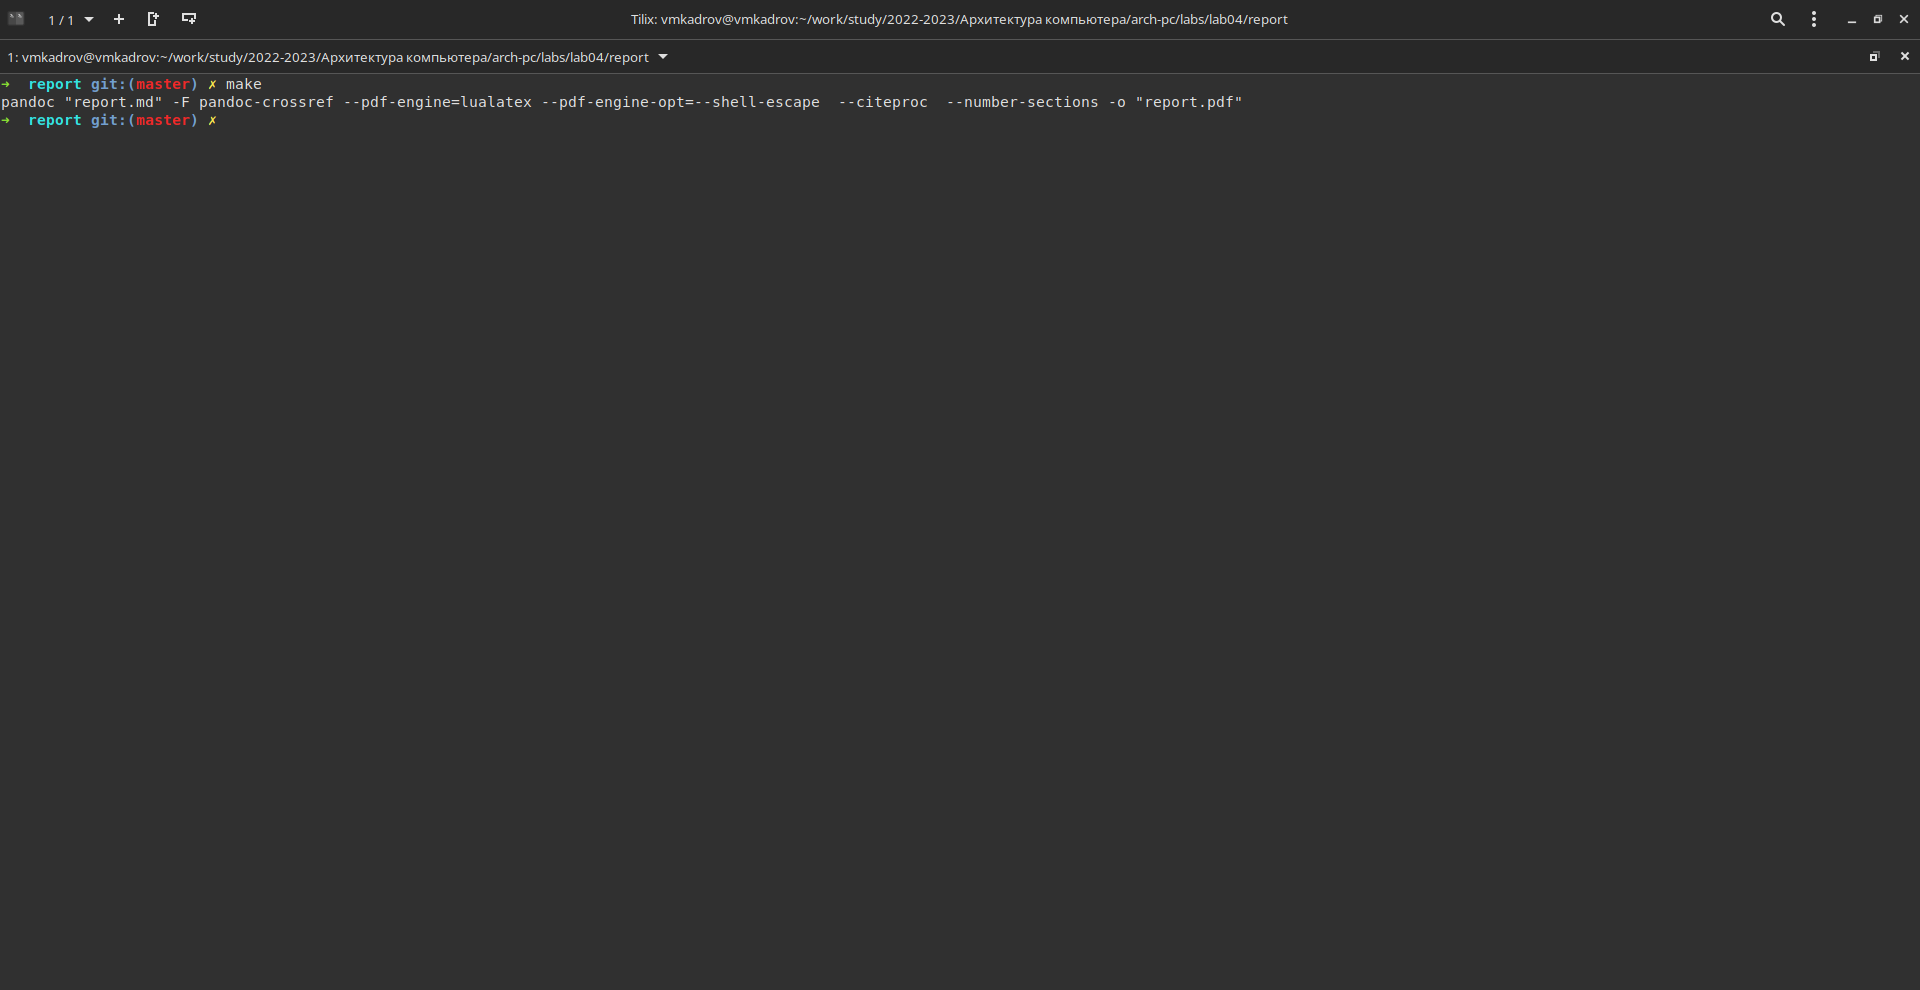 1 / 1
Tilix: vmkadrov@vmkadrov:~/work/study/2022-2023/Архитектура компьютера/arch-pc/labs/lab04/report
1: vmkadrov@vmkadrov:~/work/study/2022-2023/Архитектура компьютера/arch-pc/labs/lab04/report
➜  report git:(master) ✗ make
pandoc "report.md" -F pandoc-crossref --pdf-engine=lualatex --pdf-engine-opt=--shell-escape  --citeproc  --number-sections -o "report.pdf"
➜  report git:(master) ✗